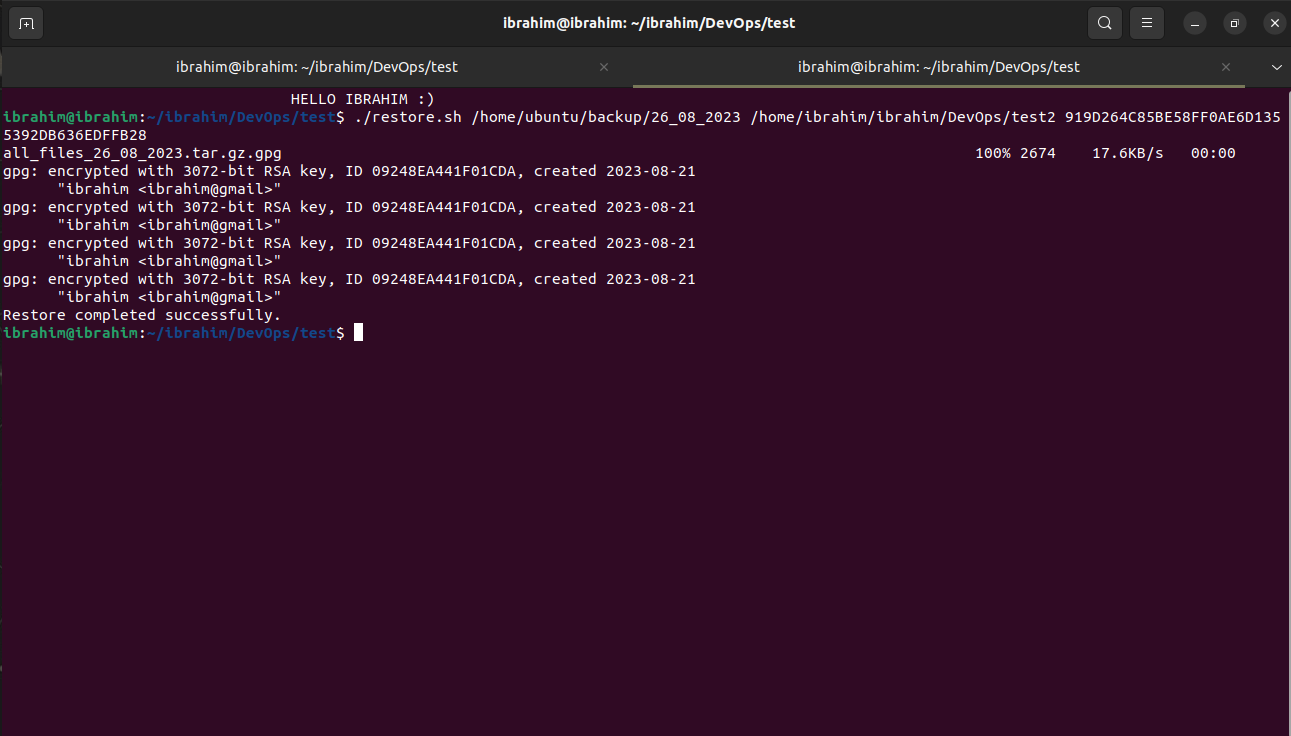 ibrahim@ibrahim: ~/ibrahim/DevOps/test
ibrahim@ibrahim: ~/ibrahim/DevOps/test × ibrahim@ibrahim: ~/ibrahim/DevOps/test ×
HELLO IBRAHIM :)
ibrahim@ibrahim:~/ibrahim/DevOps/test$ ./restore.sh /home/ubuntu/backup/26_08_2023 /home/ibrahim/ibrahim/DevOps/test2 919D264C85BE58FF0AE6D135
5392DB636EDFFB28
all_files_26_08_2023.tar.gz.gpg 100% 2674 17.6KB/s 00:00
gpg: encrypted with 3072-bit RSA key, ID 09248EA441F01CDA, created 2023-08-21
"ibrahim <ibrahim@gmail>"
gpg: encrypted with 3072-bit RSA key, ID 09248EA441F01CDA, created 2023-08-21
"ibrahim <ibrahim@gmail>"
gpg: encrypted with 3072-bit RSA key, ID 09248EA441F01CDA, created 2023-08-21
"ibrahim <ibrahim@gmail>"
gpg: encrypted with 3072-bit RSA key, ID 09248EA441F01CDA, created 2023-08-21
"ibrahim <ibrahim@gmail>"
Restore completed successfully.
ibrahim@ibrahim:~/ibrahim/DevOps/test$